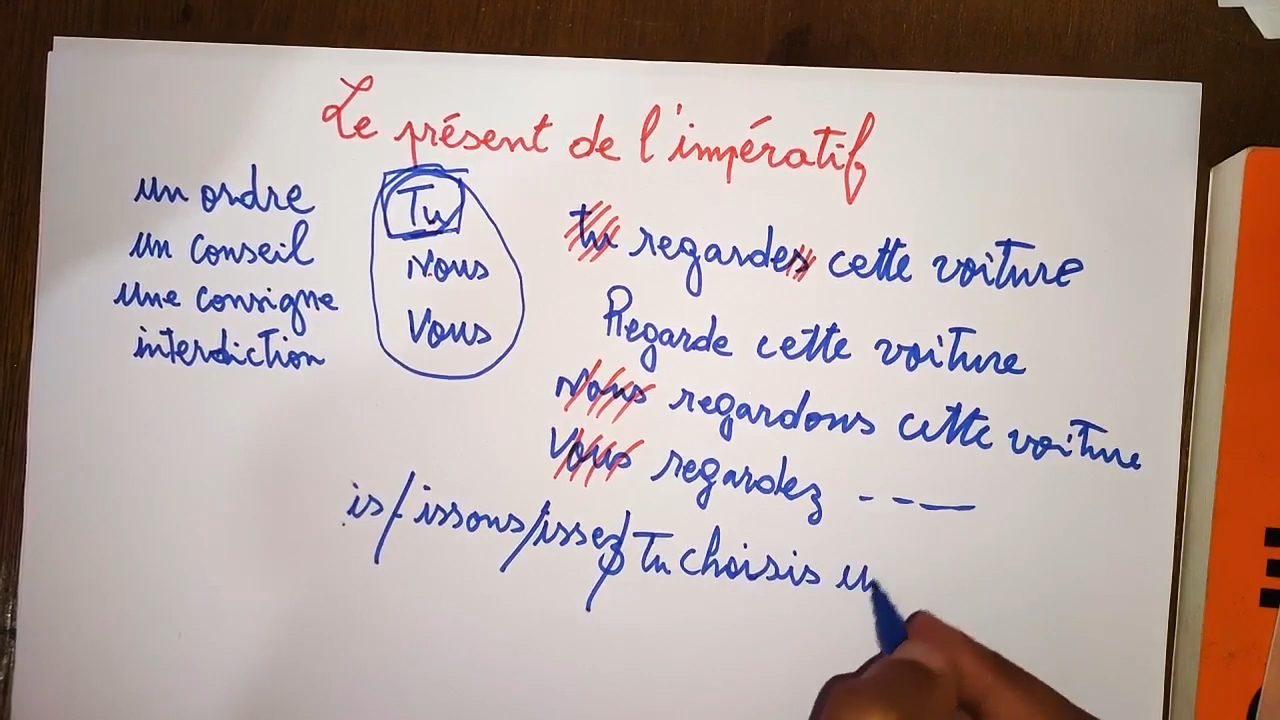 Le présent de l'impératif
un ordre
un conseil
une consigne
interdiction
Tu
Nous
Vous
tu regardes cette voiture
Regarde cette voiture
Nous regardons cette voiture
Vous regardez - - —
is/issons/issez/ Tu choisis un